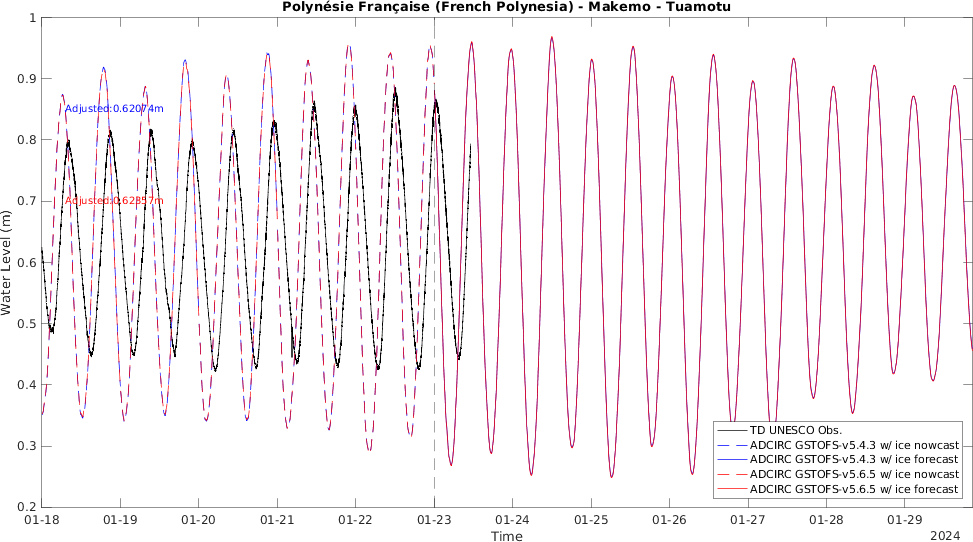 Polynésie Française (French Polynesia) - Makemo - Tuamotu
1
0.9
0.8
0.7
0.6
0.5
0.4
0.3
0.2
Water Level (m)
Adjusted:0.62074m
Adjusted:0.62857m
TD UNESCO Obs.
ADCIRC GSTOFS-v5.4.3 w/ ice nowcast
ADCIRC GSTOFS-v5.4.3 w/ ice forecast
ADCIRC GSTOFS-v5.6.5 w/ ice nowcast
ADCIRC GSTOFS-v5.6.5 w/ ice forecast
01-18 01-19 01-20 01-21 01-22 01-23 01-24 01-25 01-26 01-27 01-28 01-29
Time
2024